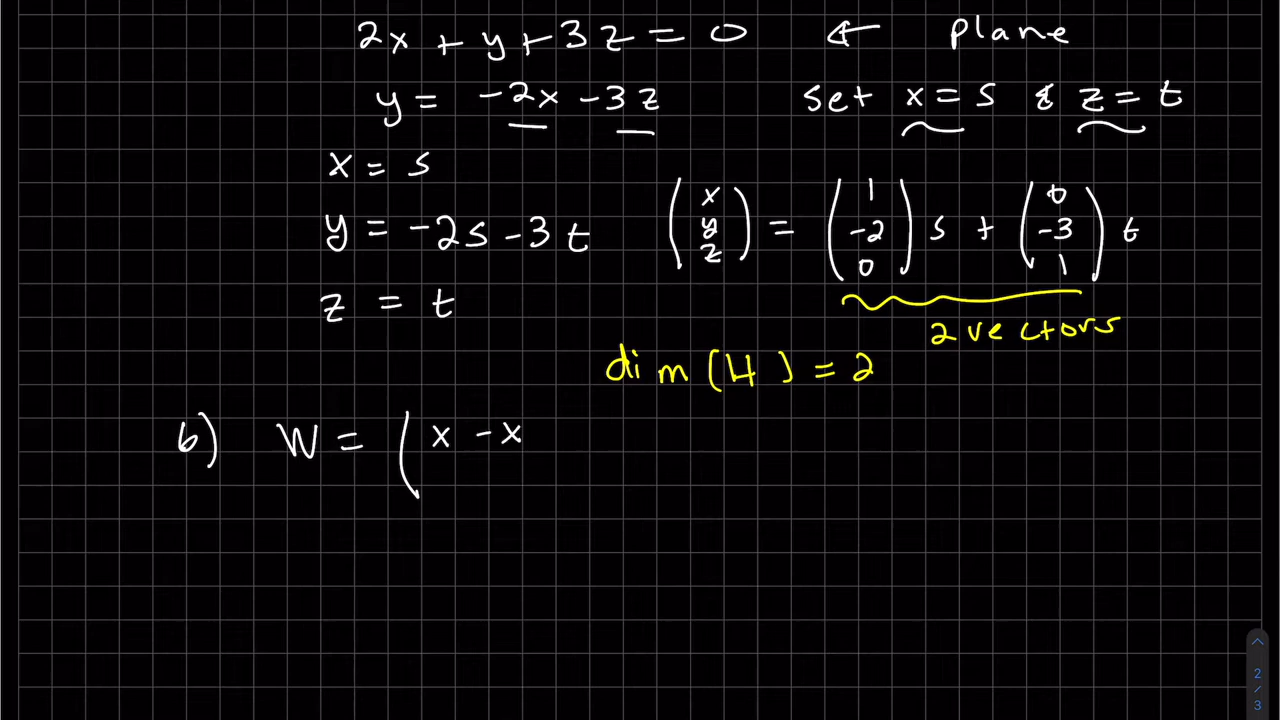 2x + y + 3z = 0 ← plane
y = -2x - 3z set x = s & z = t
x = s
y = -2s - 3t
z = t
(x y z) = (1 -2 0) s + (0 -3 1) t
2 vectors
dim (H) = 2
b) W = ( x -x
2 / 3